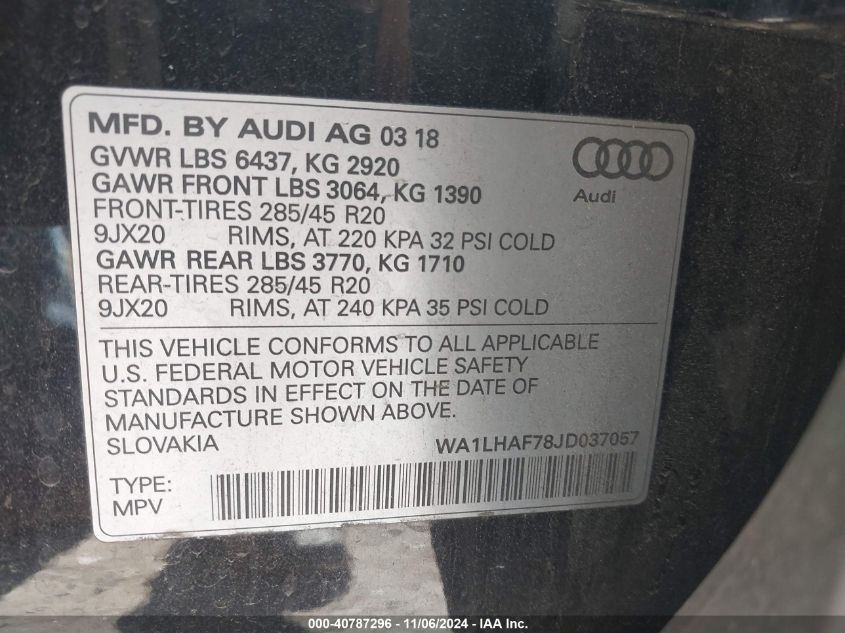 MFD. BY AUDI AG 03 18
GVWR LBS 6437, KG 2920
GAWR FRONT LBS 3064, KG 1390
FRONT-TIRES 285/45 R20
9JX20 RIMS, AT 220 KPA 32 PSI COLD
GAWR REAR LBS 3770, KG 1710
REAR-TIRES 285/45 R20
9JX20 RIMS, AT 240 KPA 35 PSI COLD
Audi
THIS VEHICLE CONFORMS TO ALL APPLICABLE
U.S. FEDERAL MOTOR VEHICLE SAFETY
STANDARDS IN EFFECT ON THE DATE OF
MANUFACTURE SHOWN ABOVE.
SLOVAKIA WA1LHAF78JD037057
TYPE:
MPV
000-40787296 - 11/06/2024 - IAA Inc.